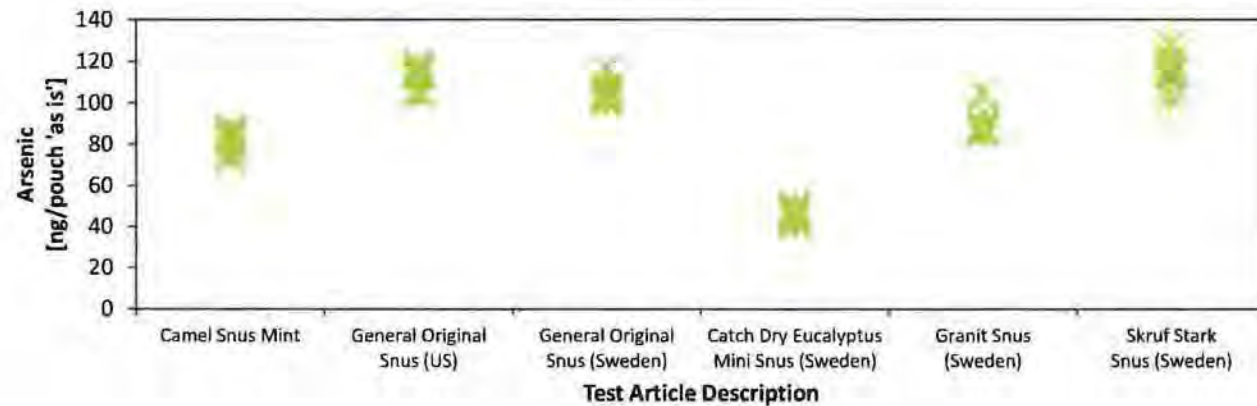 140
120
100
80
60
40
20
0
Arsenic
[ng/pouch 'as is']
Camel Snus Mint
General Original
Snus (US)
General Original
Snus (Sweden)
Catch Dry Eucalyptus
Mini Snus (Sweden)
Granit Snus
(Sweden)
Skruf Stark
Snus (Sweden)
Test Article Description